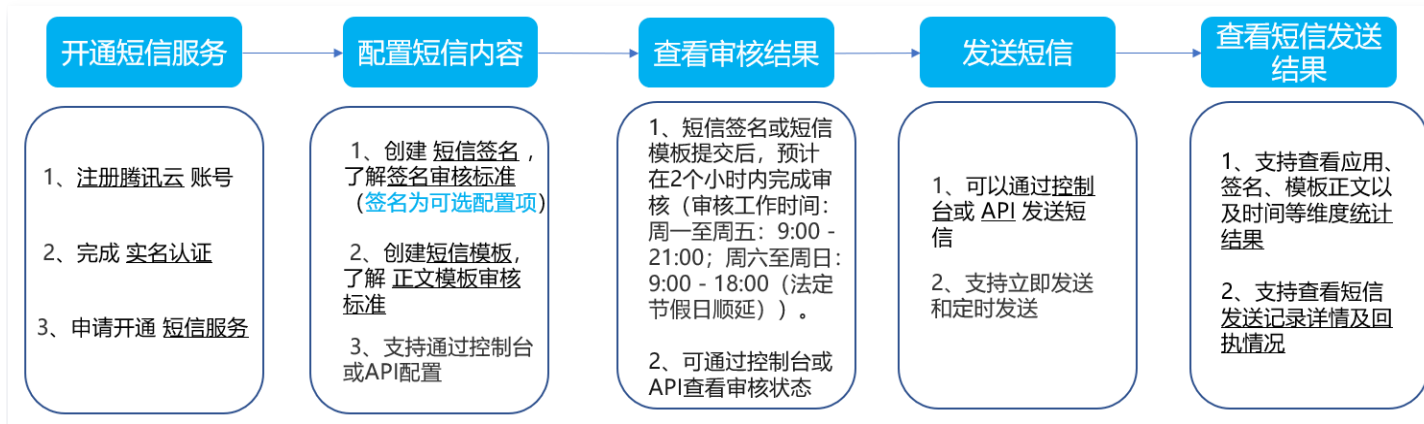 开通短信服务
配置短信内容
查看审核结果
发送短信
查看短信发送
结果
1、注册腾讯云 账号
2、完成 实名认证
3、申请开通 短信服务
1、创建 短信签名，
了解签名审核标准
（签名为可选配置项）
2、创建短信模板，
了解 正文模板审核
标准
3、支持通过控制台
或API配置
1、短信签名或短信
模板提交后，预计
在2个小时内完成审
核（审核工作时间：
周一至周五：9:00 -
21:00；周六至周日：
9:00 - 18:00（法定
节假日顺延））。
2、可通过控制台或
API查看审核状态
1、可以通过控制
台或 API 发送短
信
2、支持立即发送
和定时发送
1、支持查看应用、
签名、模板正文以
及时间等维度统计
结果
2、支持查看短信
发送记录详情及回
执情况